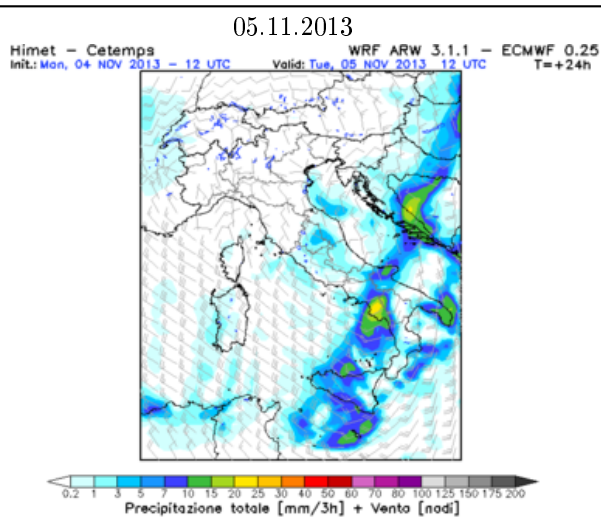 05.11.2013
Himet – Cetemps WRF ARW 3.1.1 – ECMWF 0.25
Init.: Mon, 04 NOV 2013 – 12 UTC Valid: Tue, 05 NOV 2013 12 UTC T=+24h
0.2 1 3 5 7 10 15 20 25 30 40 50 60 70 80 100 125 150 175 200
Precipitazione totale [mm/3h] + Vento [nodi]